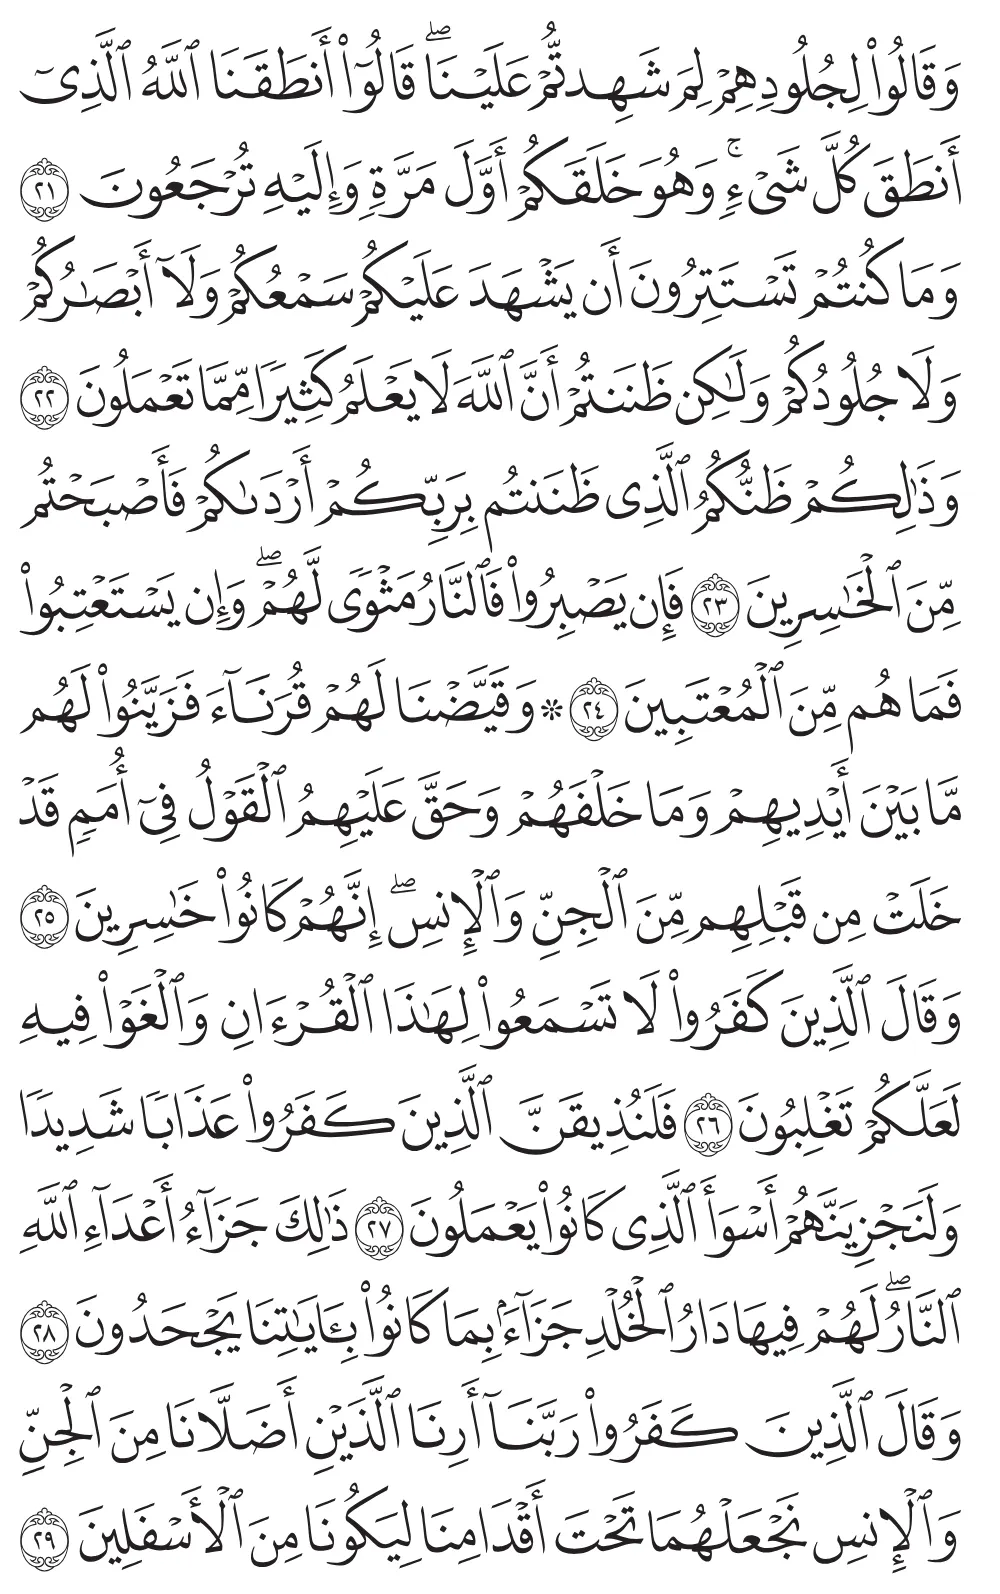 وَقَالُوا۟ لِجُلُودِهِمْ لِمَ شَهِدتُّمْ عَلَيْنَا ۖ قَالُوٓا۟ أَنطَقَنَا ٱللَّهُ ٱلَّذِىٓ
أَنطَقَ كُلَّ شَىْءٍ ۚ وَهُوَ خَلَقَكُمْ أَوَّلَ مَرَّةٍ وَإِلَيْهِ تُرْجَعُونَ ٢١
وَمَا كُنتُمْ تَسْتَتِرُونَ أَن يَشْهَدَ عَلَيْكُمْ سَمْعُكُمْ وَلَآ أَبْصَـٰرُكُمْ
وَلَا جُلُودُكُمْ وَلَـٰكِن ظَنَنتُمْ أَنَّ ٱللَّهَ لَا يَعْلَمُ كَثِيرًا مِّمَّا تَعْمَلُونَ ٢٢
وَذَٰلِكُمْ ظَنُّكُمُ ٱلَّذِى ظَنَنتُم بِرَبِّكُمْ أَرْدَىٰكُمْ فَأَصْبَحْتُم
مِّنَ ٱلْخَـٰسِرِينَ ٢٣ فَإِن يَصْبِرُوا۟ فَٱلنَّارُ مَثْوًى لَّهُمْ ۖ وَإِن يَسْتَعْتِبُوا۟
فَمَا هُم مِّنَ ٱلْمُعْتَبِينَ ٢٤ ۞ وَقَيَّضْنَا لَهُمْ قُرَنَآءَ فَزَيَّنُوا۟ لَهُم
مَّا بَيْنَ أَيْدِيهِمْ وَمَا خَلْفَهُمْ وَحَقَّ عَلَيْهِمُ ٱلْقَوْلُ فِىٓ أُمَمٍ قَدْ
خَلَتْ مِن قَبْلِهِم مِّنَ ٱلْجِنِّ وَٱلْإِنسِ ۖ إِنَّهُمْ كَانُوا۟ خَـٰسِرِينَ ٢٥
وَقَالَ ٱلَّذِينَ كَفَرُوا۟ لَا تَسْمَعُوا۟ لِهَـٰذَا ٱلْقُرْءَانِ وَٱلْغَوْا۟ فِيهِ
لَعَلَّكُمْ تَغْلِبُونَ ٢٦ فَلَنُذِيقَنَّ ٱلَّذِينَ كَفَرُوا۟ عَذَابًا شَدِيدًا
وَلَنَجْزِيَنَّهُمْ أَسْوَأَ ٱلَّذِى كَانُوا۟ يَعْمَلُونَ ٢٧ ذَٰلِكَ جَزَآءُ أَعْدَآءِ ٱللَّهِ
ٱلنَّارُ ۖ لَهُمْ فِيهَا دَارُ ٱلْخُلْدِ جَزَآءًۢ بِمَا كَانُوا۟ بِـَٔايَـٰتِنَا يَجْحَدُونَ ٢٨
وَقَالَ ٱلَّذِينَ كَفَرُوا۟ رَبَّنَآ أَرِنَا ٱلَّذَيْنِ أَضَلَّانَا مِنَ ٱلْجِنِّ
وَٱلْإِنسِ نَجْعَلْهُمَا تَحْتَ أَقْدَامِنَا لِيَكُونَا مِنَ ٱلْأَسْفَلِينَ ٢٩